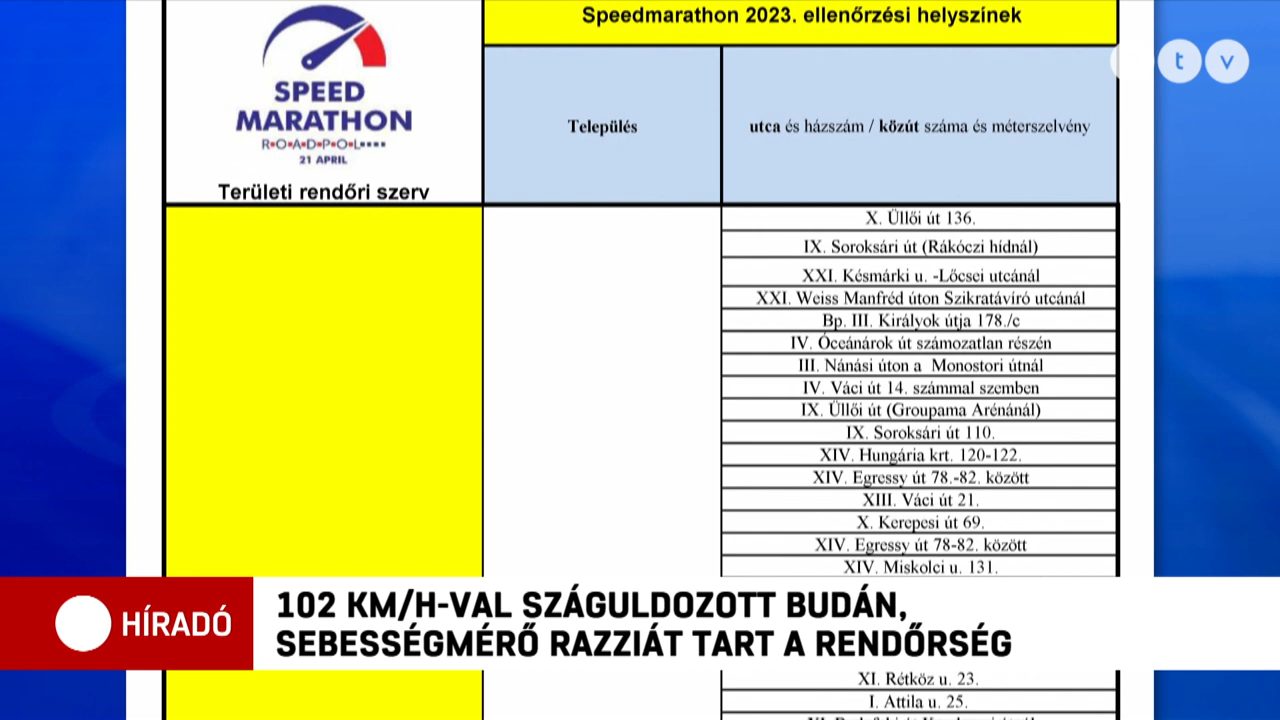 Speedmarathon 2023. ellenőrzési helyszínek
t v
SPEED
MARATHON
R•O•A•D•P•O•L
21 APRIL
Területi rendőri szerv
Település
utca és házszám / közút száma és méterszelvény
X. Üllői út 136.
IX. Soroksári út (Rákóczi hídnál)
XXI. Késmárki u. -Lőcsei utcánál
XXI. Weiss Manfréd úton Szikratávíró utcánál
Bp. III. Királyok útja 178./c
IV. Óceánárok út számozatlan részén
III. Nánási úton a Monostori útnál
IV. Váci út 14. számmal szemben
IX. Üllői út (Groupama Arénánál)
IX. Soroksári út 110.
XIV. Hungária krt. 120-122.
XIV. Egressy út 78.-82. között
XIII. Váci út 21.
X. Kerepesi út 69.
XIV. Egressy út 78-82. között
XIV. Miskolci u. 131.
HÍRADÓ
102 KM/H-VAL SZÁGULDOZOTT BUDÁN,
SEBESSÉGMÉRŐ RAZZIÁT TART A RENDŐRSÉG
XI. Rétköz u. 23.
I. Attila u. 25.